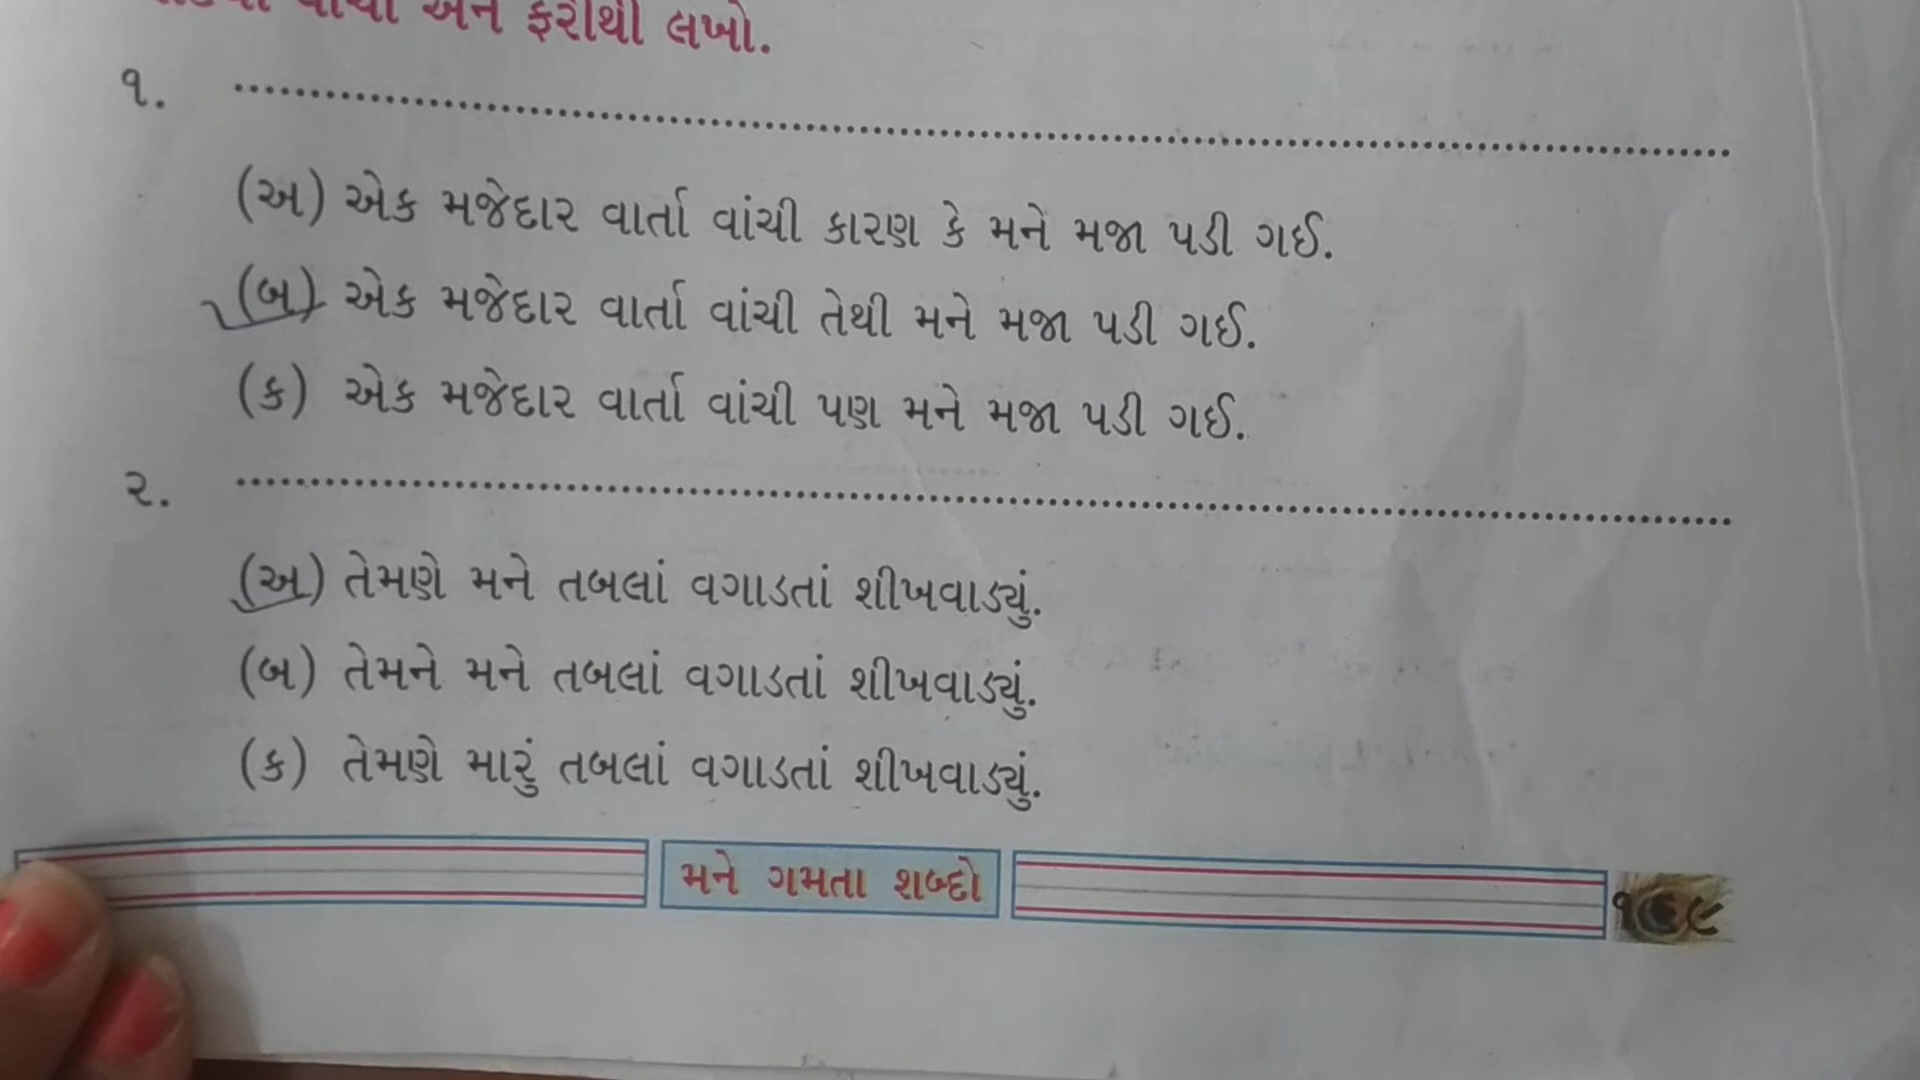 વાંચો અને ફરીથી લખો.
૧. ........................................................
(અ) એક મજેદાર વાર્તા વાંચી કારણ કે મને મજા પડી ગઈ.
(બ) એક મજેદાર વાર્તા વાંચી તેથી મને મજા પડી ગઈ.
(ક) એક મજેદાર વાર્તા વાંચી પણ મને મજા પડી ગઈ.
૨. ........................................................
(અ) તેમણે મને તબલાં વગાડતાં શીખવાડ્યું.
(બ) તેમને મને તબલાં વગાડતાં શીખવાડ્યું.
(ક) તેમણે મારું તબલાં વગાડતાં શીખવાડ્યું.
મને ગમતા શબ્દો